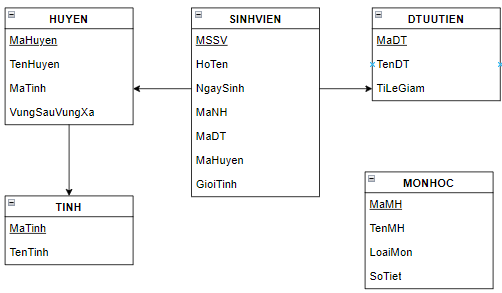 HUYEN
MaHuyen
TenHuyen
MaTinh
VungSauVungXa
SINHVIEN
MSSV
HoTen
NgaySinh
MaNH
MaDT
MaHuyen
GioiTinh
DTUUTIEN
MaDT
TenDT
TiLeGiam
TINH
MaTinh
TenTinh
MONHOC
MaMH
TenMH
LoaiMon
SoTiet